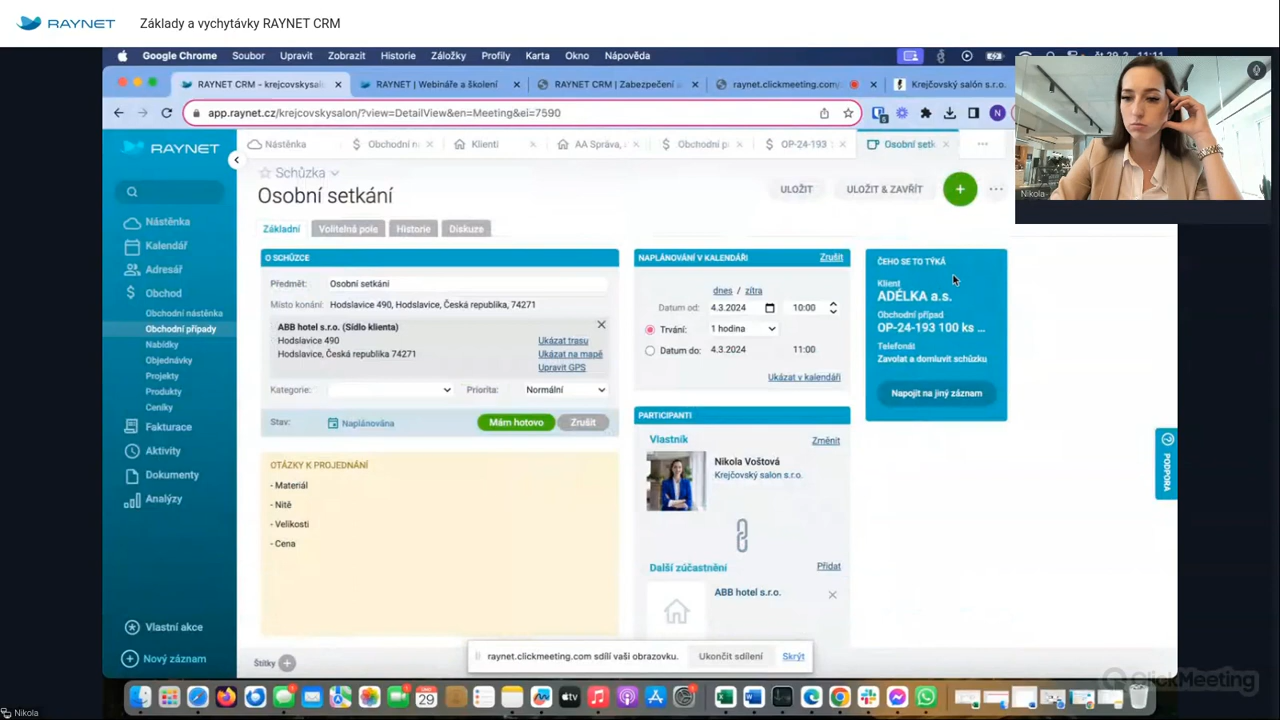 RAYNET
Základy a vychytávky RAYNET CRM
Google Chrome Soubor Upravit Zobrazit Historie Záložky Profily Karta Okno Nápověda
RAYNET CRM - krejcovskysalon
RAYNET | Webináře a školení
RAYNET CRM | Zabezpečení
raynet.clickmeeting.com
Krejčovský salón s.r.o.
app.raynet.cz/krejcovskysalon/?view=DetailView&en=Meeting&ei=7590
N
Nikola
RAYNET
Nástěnka
Obchodní
Klienti
AA Správa,
Obchodní
OP-24-193
Osobní setk
Schůzka
Osobní setkání
ULOŽIT
ULOŽIT & ZAVŘÍT
Základní
Volitelná pole
Historie
Diskuze
Nástěnka
Kalendář
Adresář
Obchod
Obchodní nástěnka
Obchodní případy
Nabídky
Objednávky
Projekty
Produkty
Ceníky
Fakturace
Aktivity
Dokumenty
Analýzy
Vlastní akce
Nový záznam
O SCHŮZCE
Předmět: Osobní setkání
Místo konání: Hodslavice 490, Hodslavice, Česká republika, 74271
ABB hotel s.r.o. (Sídlo klienta)
Hodslavice 490
Hodslavice, Česká republika 74271
Ukázat trasu
Ukázat na mapě
Upravit GPS
Kategorie:
Priorita: Normální
Stav: Naplánována
Mám hotovo
Zrušit
OTÁZKY K PROJEDNÁNÍ
- Materiál
- Nitě
- Velikosti
- Cena
Štítky
NAPLÁNOVÁNÍ V KALENDÁŘI
Zrušit
dnes / zítra
Datum od: 4.3.2024 10:00
Trvání: 1 hodina
Datum do: 4.3.2024 11:00
Ukázat v kalendáři
PARTICIPANTI
Vlastník
Změnit
Nikola Voštová
Krejčovský salón s.r.o.
Další zúčastnění
Přidat
ABB hotel s.r.o.
ČEHO SE TO TÝKÁ
Klient
ADÉLKA a.s.
Obchodní případ
OP-24-193 100 ks ...
Telefonát
Zavolat a domluvit schůzku
Napojit na jiný záznam
PODPORA
raynet.clickmeeting.com sdílí vaši obrazovku.
Ukončit sdílení
Skrýt
ClickMeeting
Nikola